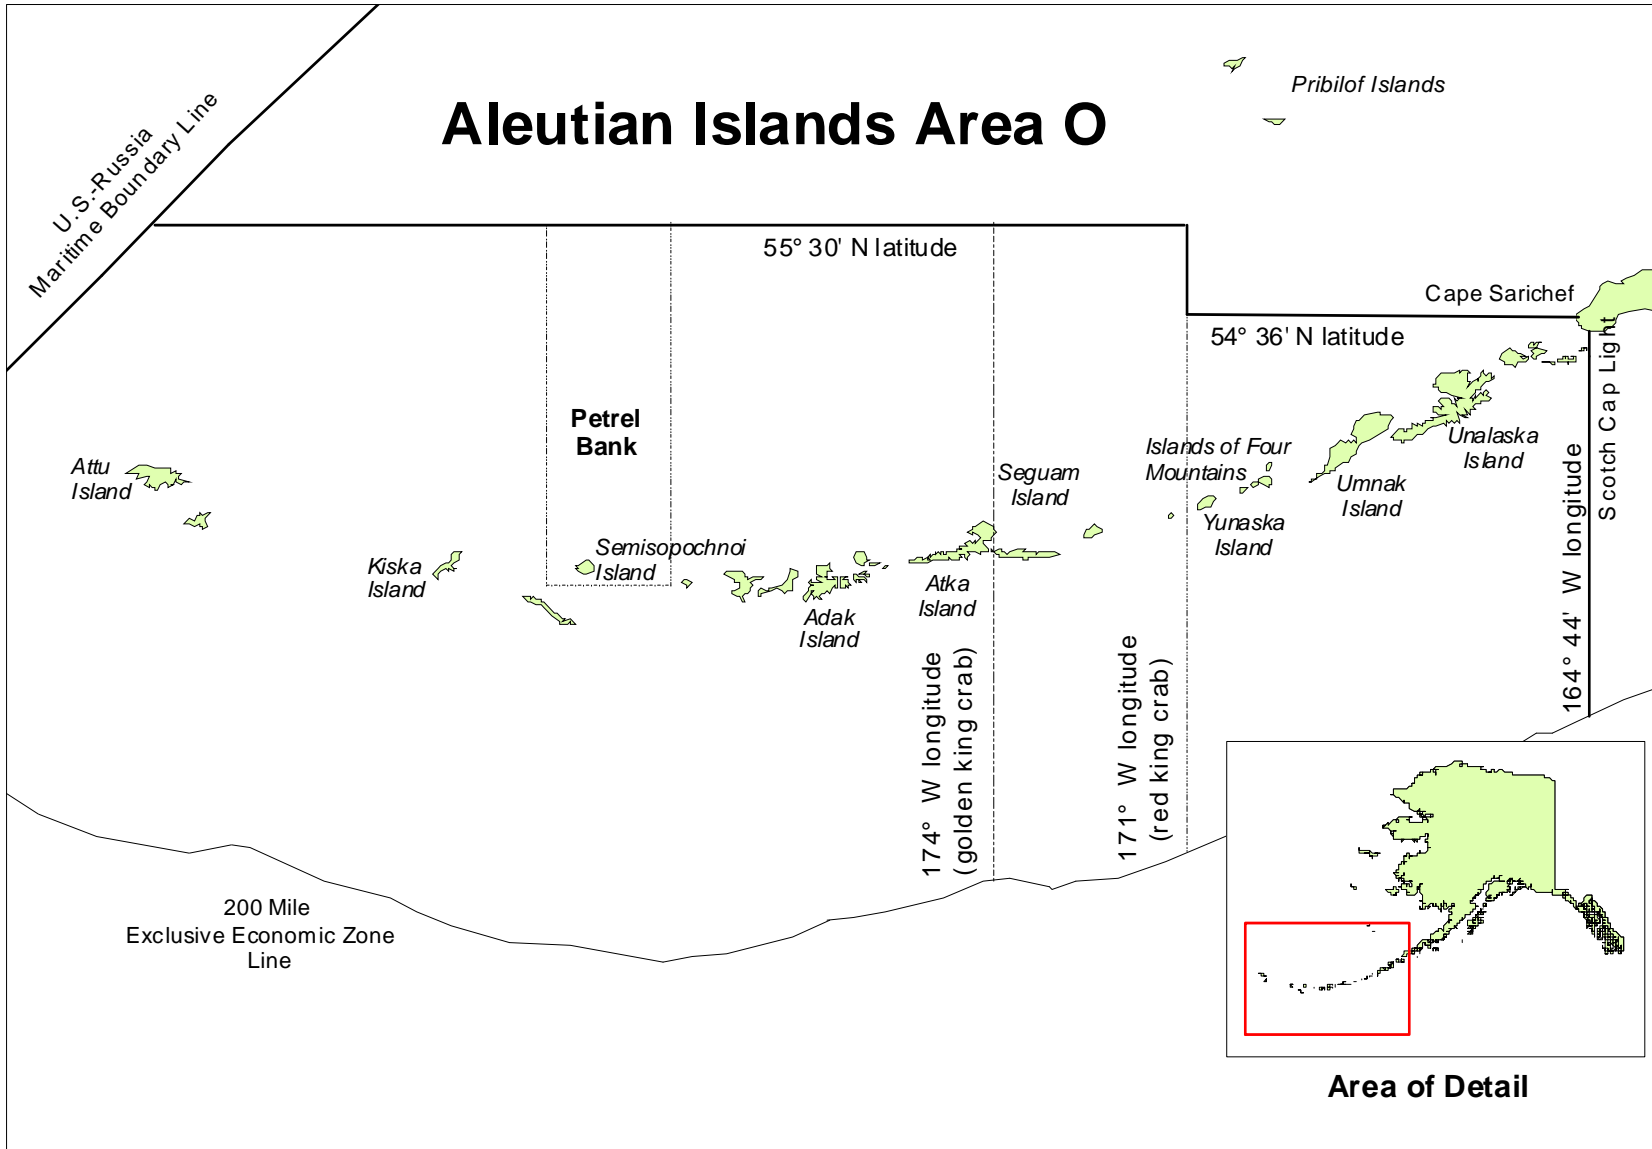 Pribilof Islands
Aleutian Islands Area O
U.S.-Russia
Maritime Boundary Line
55° 30' N latitude
Cape Sarichef
54° 36' N latitude
Scotch Cap Light
164° 44' W longitude
Petrel
Bank
Attu
Island
Kiska
Island
Semisopochnoi
Island
Adak
Island
Atka
Island
Seguam
Island
Islands of Four
Mountains
Yunaska
Island
Umnak
Island
Unalaska
Island
174° W longitude
(golden king crab)
171° W longitude
(red king crab)
200 Mile
Exclusive Economic Zone
Line
Area of Detail